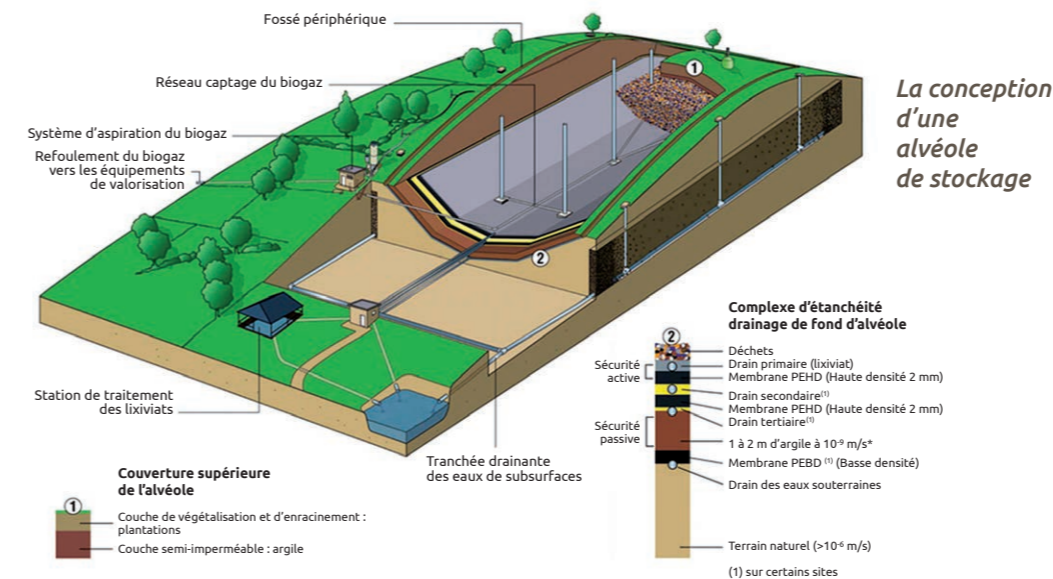 Fossé périphérique
Réseau captage du biogaz
Système d'aspiration du biogaz
Refoulement du biogaz
vers les équipements
de valorisation
La conception
d'une
alvéole
de stockage
1
2
Station de traitement
des lixiviats
Tranchée drainante
des eaux de subsurfaces
Couverture supérieure
de l'alvéole
1
Couche de végétalisation et d'enracinement :
plantations
Couche semi-imperméable : argile
Complexe d'étanchéité
drainage de fond d'alvéole
2
Déchets
Sécurité
active
Drain primaire (lixiviat)
Membrane PEHD (Haute densité 2 mm)
Drain secondaire⁽¹⁾
Membrane PEHD (Haute densité 2 mm)
Drain tertiaire⁽¹⁾
Sécurité
passive
1 à 2 m d'argile à 10⁻⁹ m/s*
Membrane PEBD ⁽¹⁾ (Basse densité)
Drain des eaux souterraines
Terrain naturel (>10⁻⁶ m/s)
(1) sur certains sites